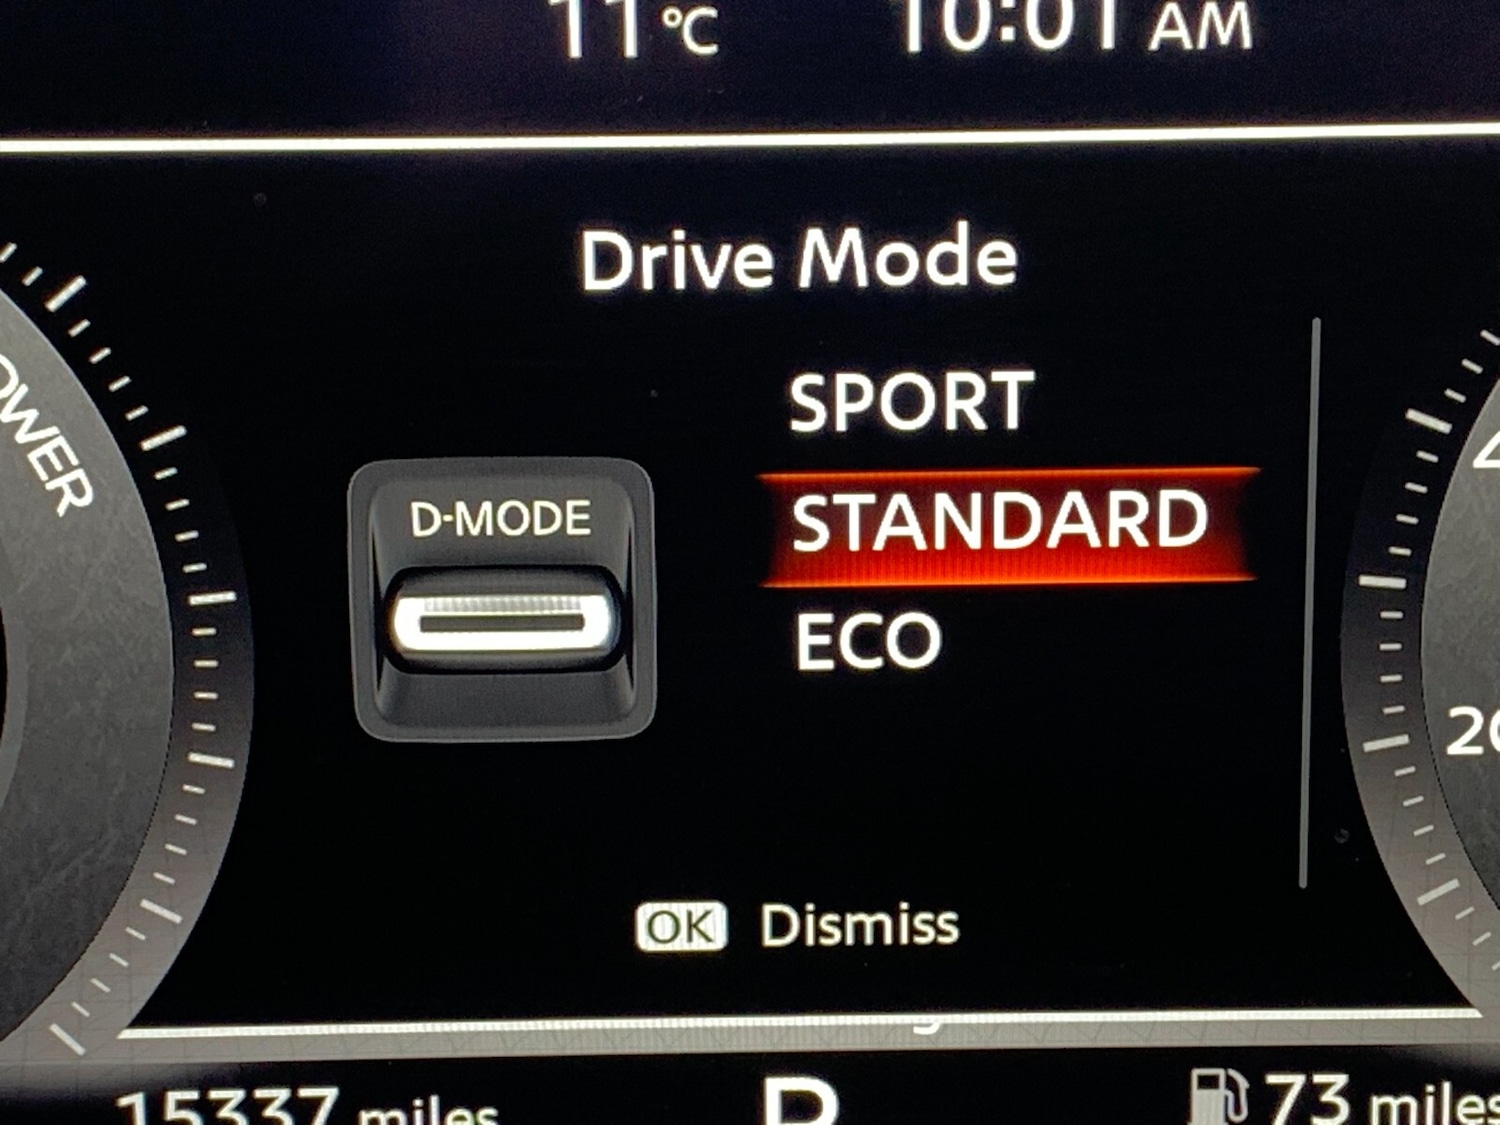 11 °C 10:01 AM
Drive Mode
SPORT
D-MODE
STANDARD
ECO
OK Dismiss
15337 miles
73 miles